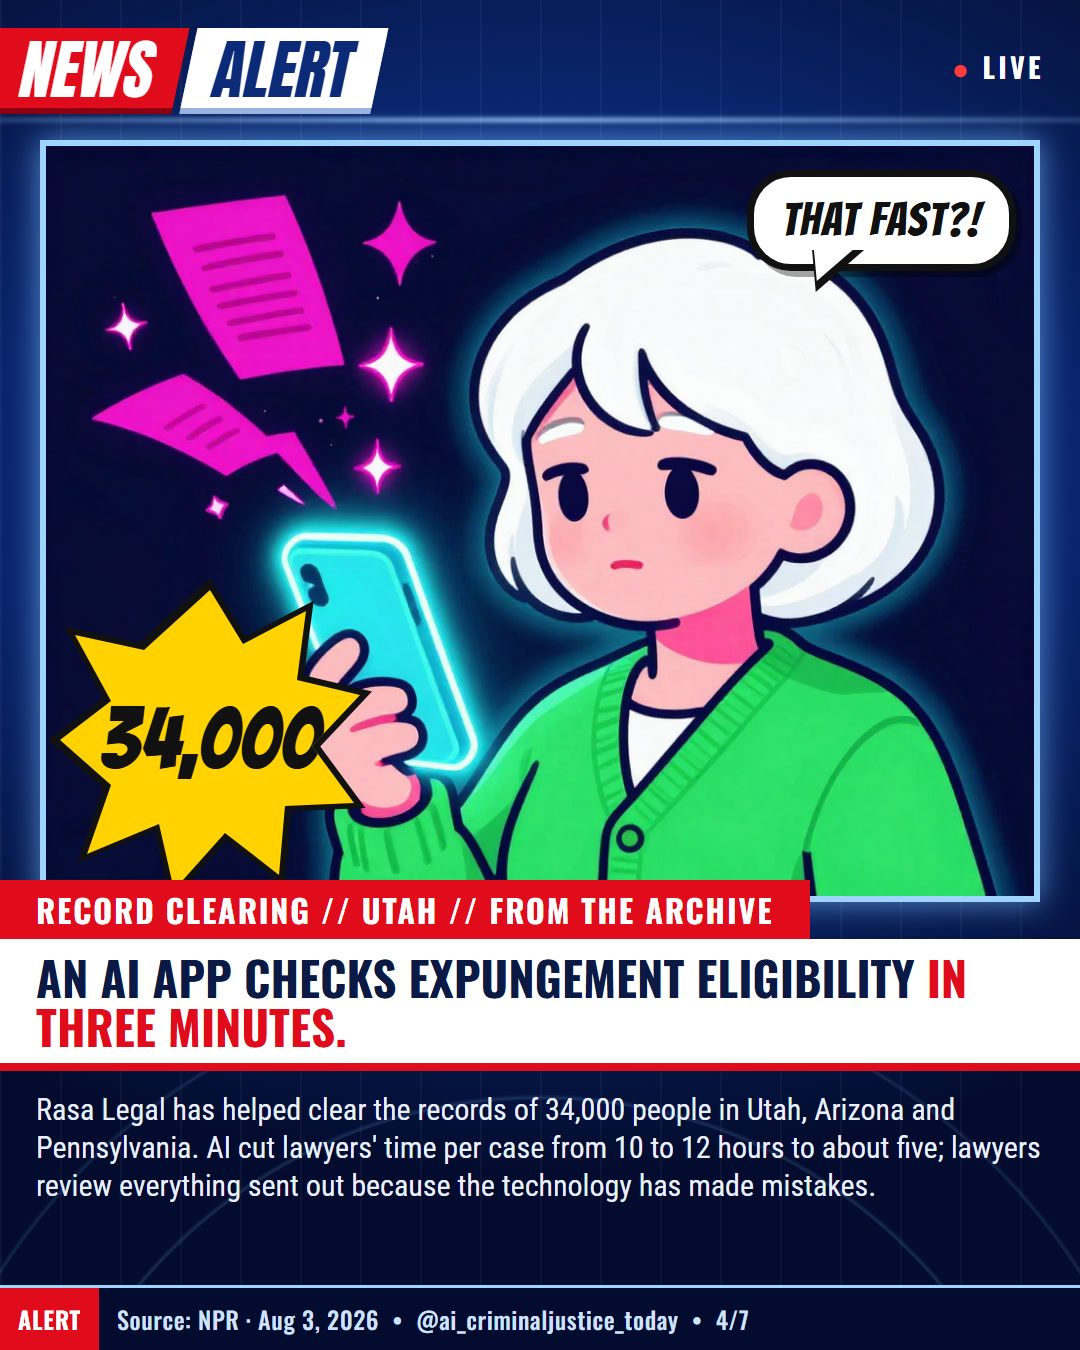 NEWS ALERT
LIVE
THAT FAST?!
34,000
RECORD CLEARING // UTAH // FROM THE ARCHIVE
AN AI APP CHECKS EXPUNGEMENT ELIGIBILITY IN
THREE MINUTES.
Rasa Legal has helped clear the records of 34,000 people in Utah, Arizona and
Pennsylvania. AI cut lawyers' time per case from 10 to 12 hours to about five; lawyers
review everything sent out because the technology has made mistakes.
ALERT Source: NPR · Aug 3, 2026 • @ai_criminaljustice_today • 4/7